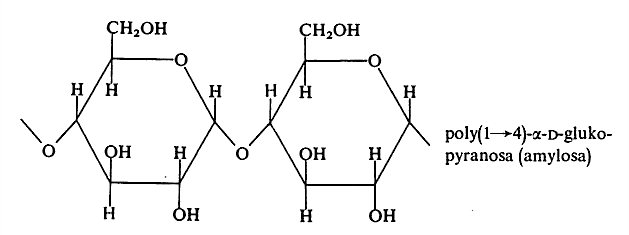 CH₂OH CH₂OH
O O
H H H H H H
O OH H O OH H
H OH H OH
poly(1→4)-α-D-gluko-
pyranosa (amylosa)